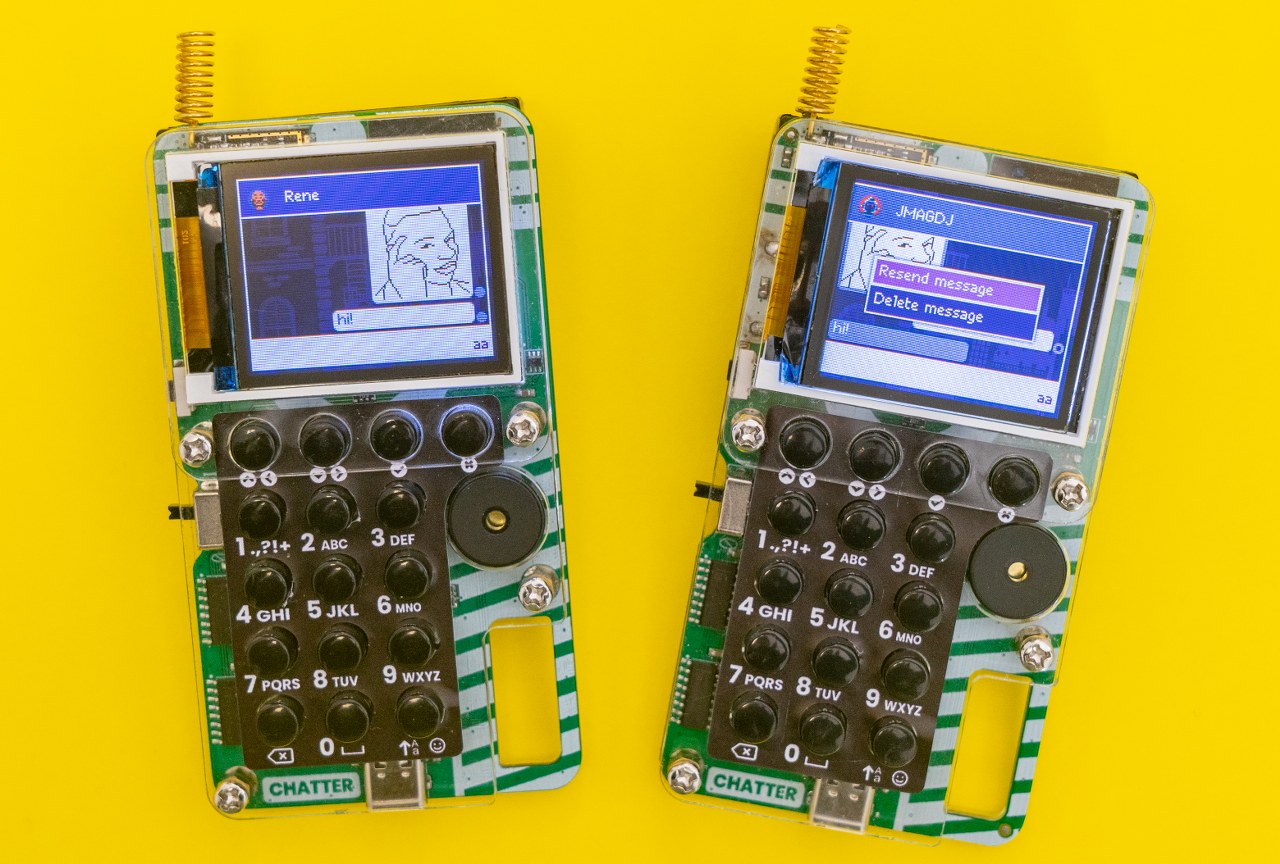 Rene
hi!
aa
1.,?!+ 2 ABC 3 DEF
4 GHI 5 JKL 6 MNO
7 PQRS 8 TUV 9 WXYZ
0 Aa
CHATTER
JMAGDJ
Resend message
Delete message
hi!
aa
1.,?!+ 2 ABC 3 DEF
4 GHI 5 JKL 6 MNO
7 PQRS 8 TUV 9 WXYZ
0 Aa
CHATTER